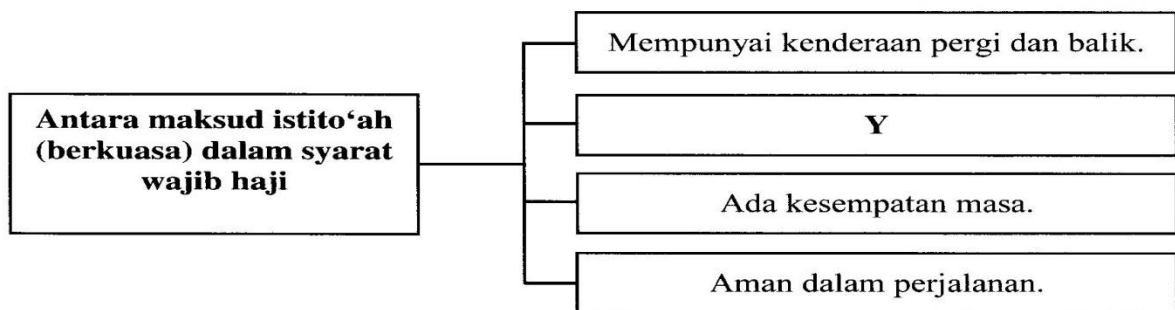 Antara maksud istito‘ah
(berkuasa) dalam syarat
wajib haji
Mempunyai kenderaan pergi dan balik.
Y
Ada kesempatan masa.
Aman dalam perjalanan.